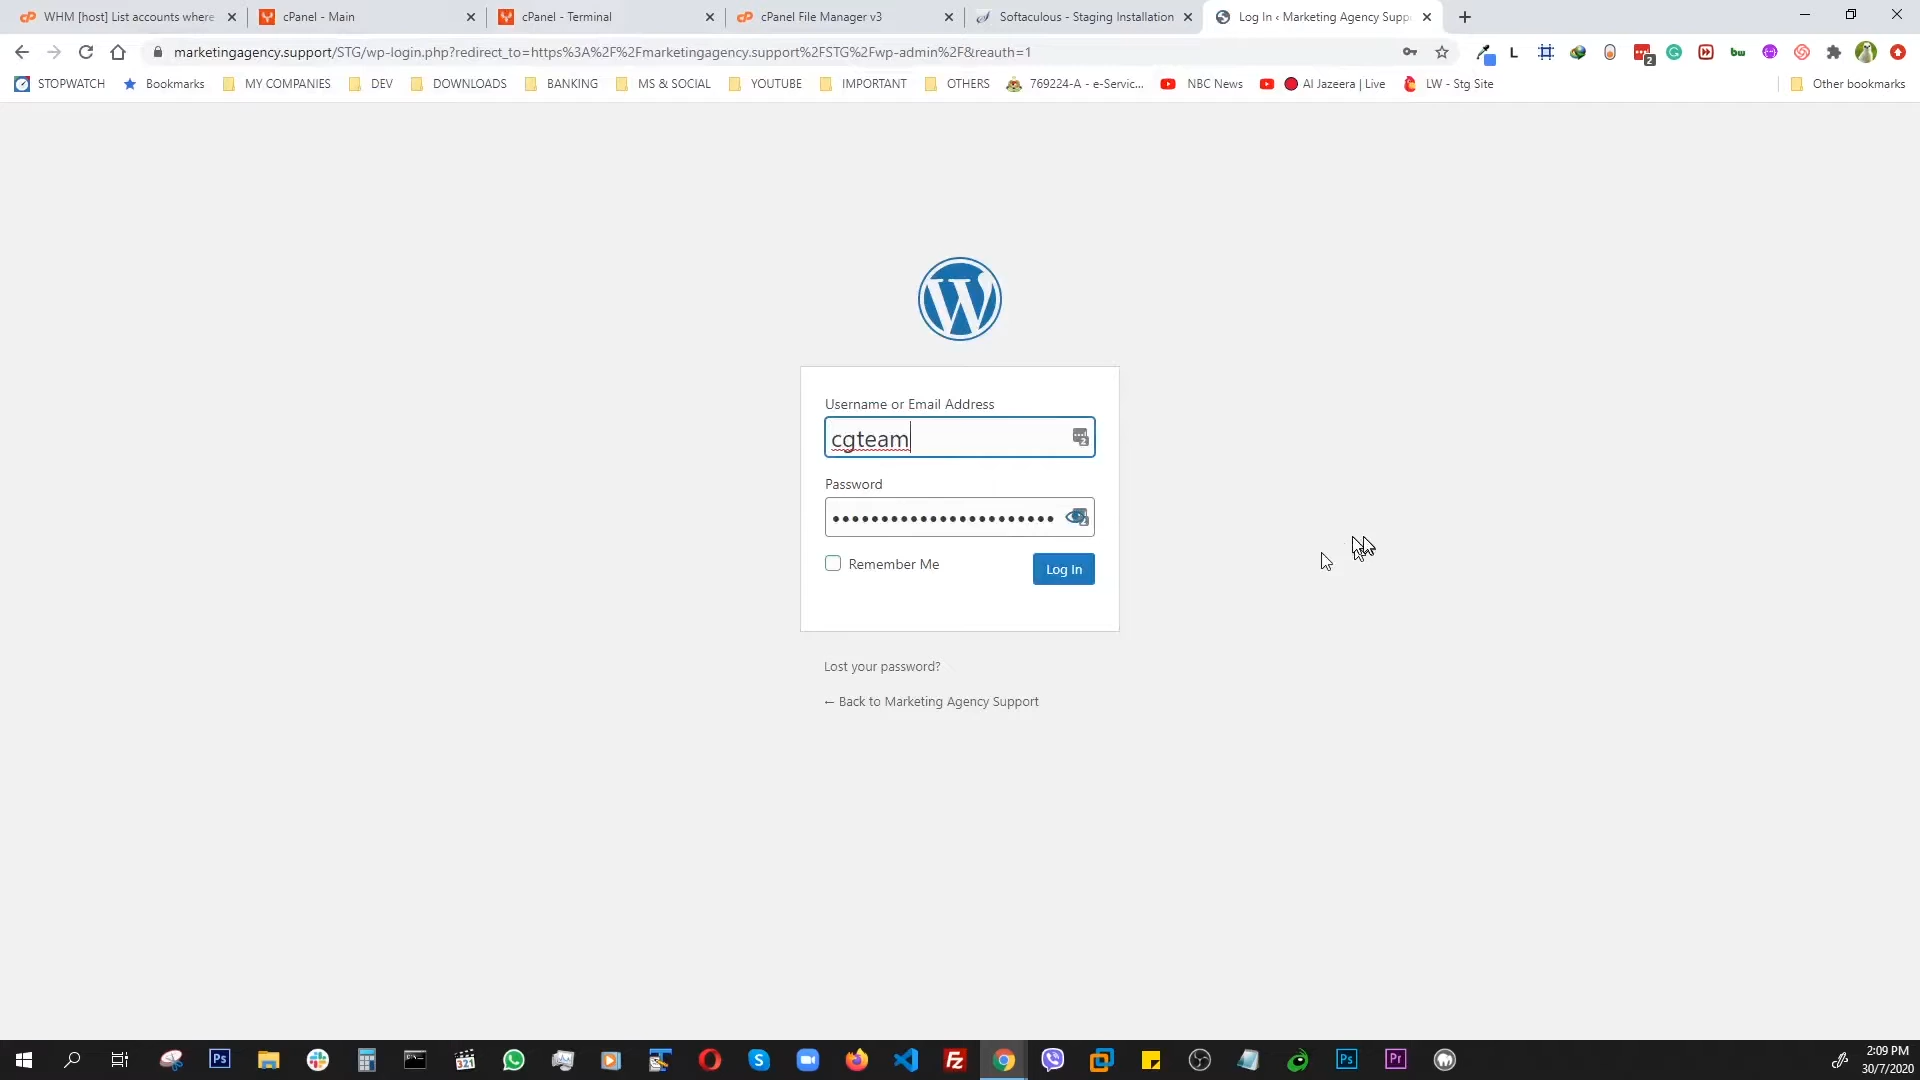 WHM [host] List accounts where
cPanel - Main
cPanel - Terminal
cPanel File Manager v3
Softaculous - Staging Installation
Log In ‹ Marketing Agency Supp
marketingagency.support/STG/wp-login.php?redirect_to=https%3A%2F%2Fmarketingagency.support%2FSTG%2Fwp-admin%2F&reauth=1
STOPWATCH
Bookmarks
MY COMPANIES
DEV
DOWNLOADS
BANKING
MS & SOCIAL
YOUTUBE
IMPORTANT
OTHERS
769224-A - e-Servic...
NBC News
Al Jazeera | Live
LW - Stg Site
Other bookmarks
Username or Email Address
cgteam
Password
Remember Me
Log In
Lost your password?
← Back to Marketing Agency Support
2:09 PM
30/7/2020